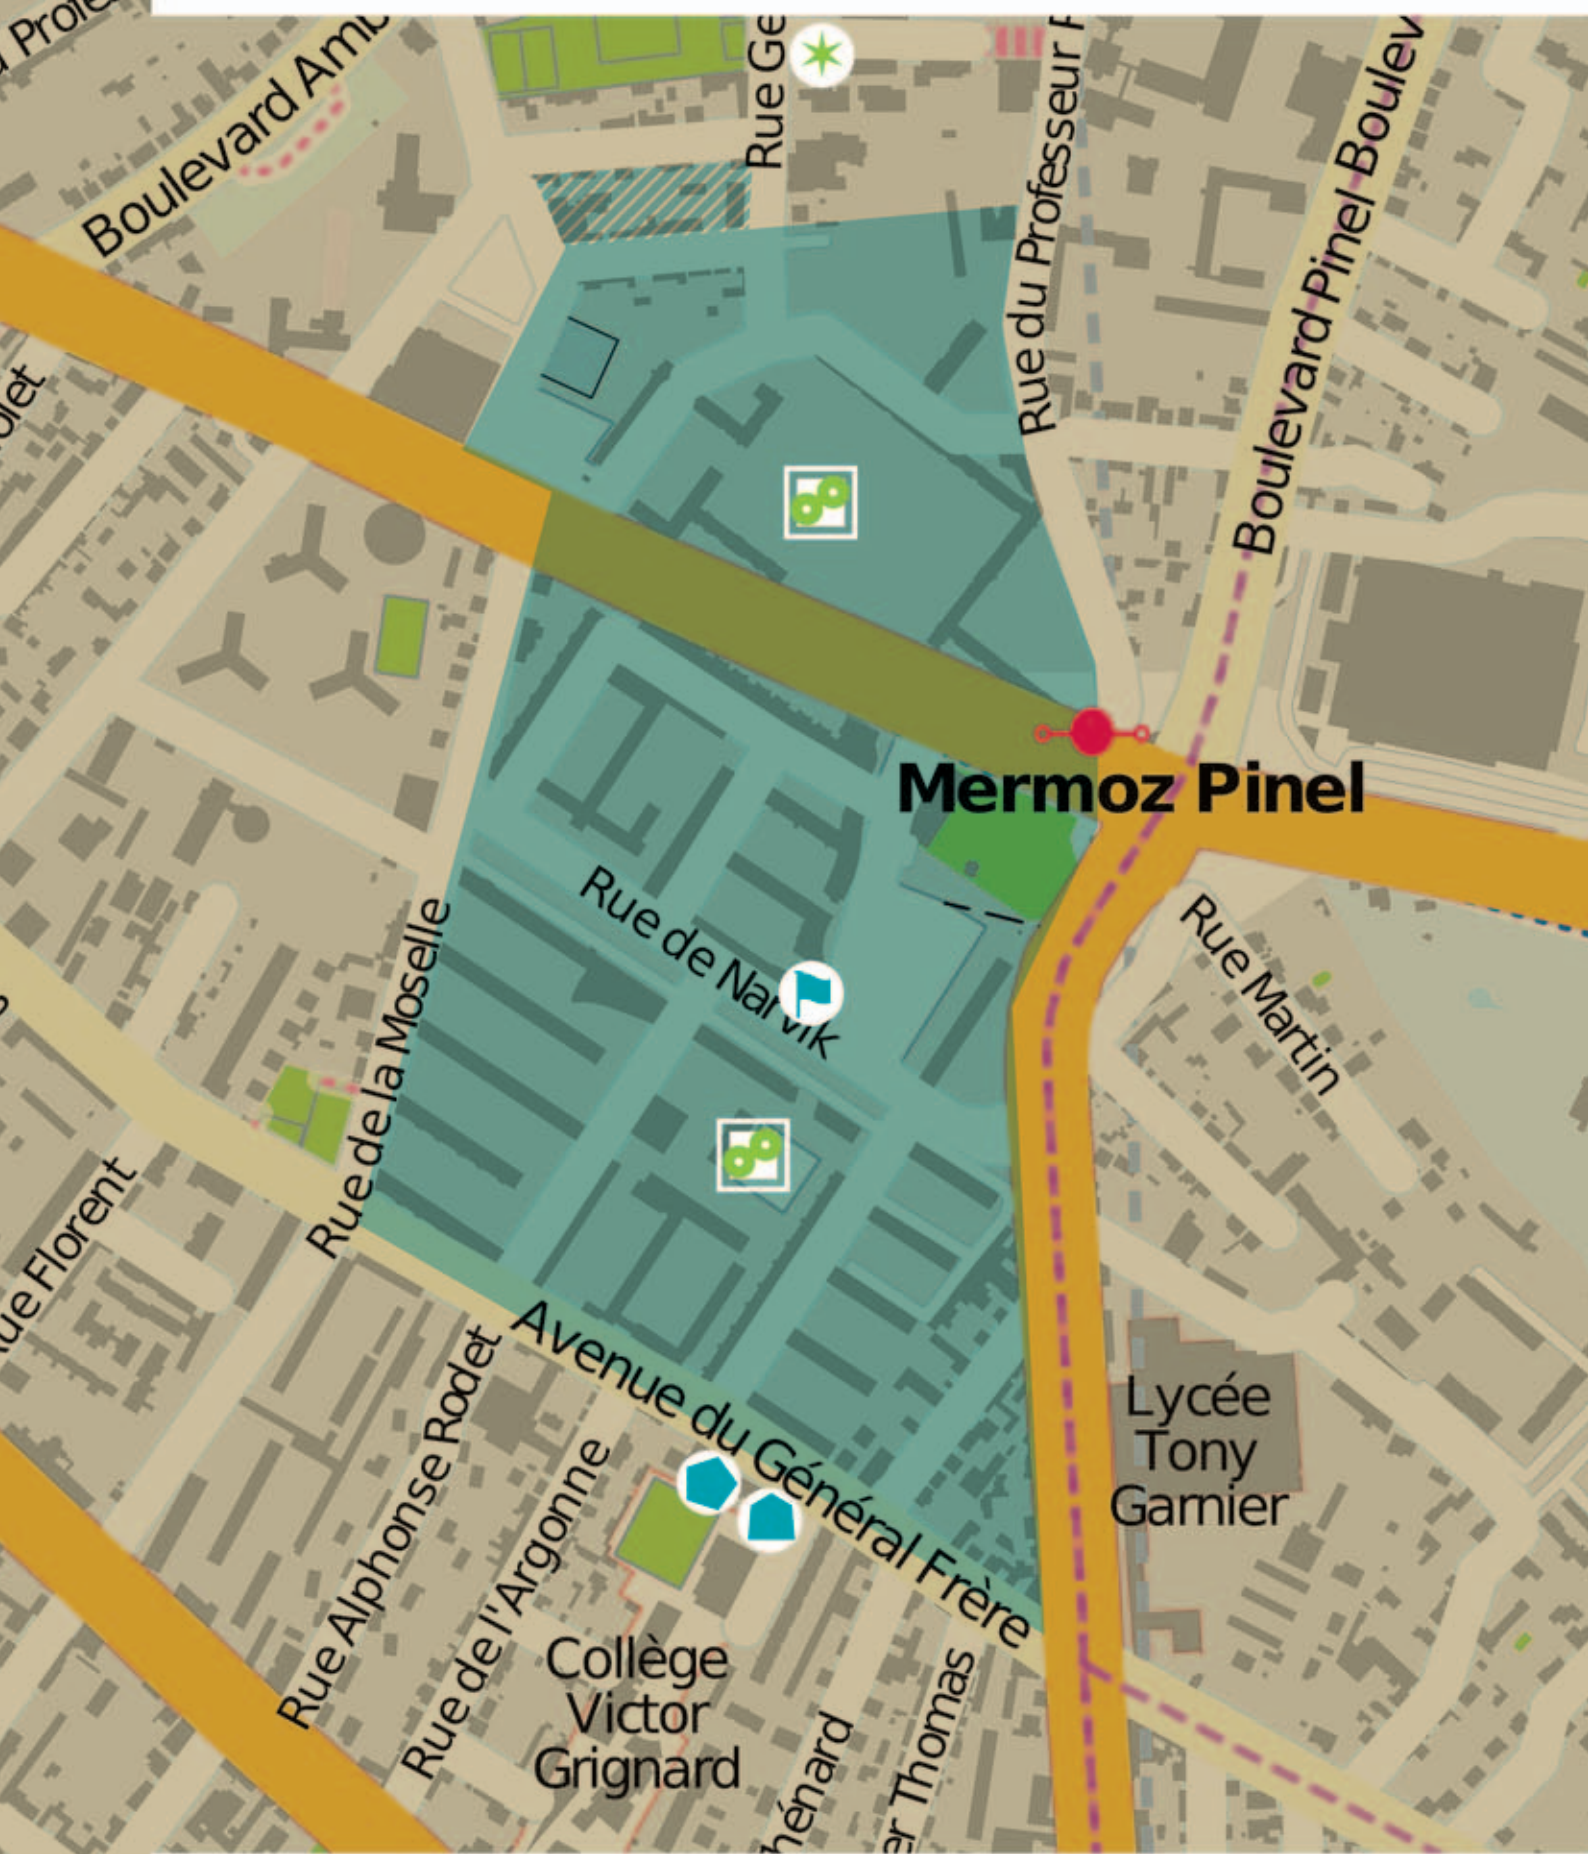 Boulevard Amb
Rue Ge
Rue du Professeur
Boulevard Pinel
Boulev
Mermoz Pinel
Rue de Narvik
Rue de la Moselle
Rue Martin
Rue Florent
Avenue du Général Frère
Rue Alphonse Rodet
Rue de l'Argonne
Lycée
Tony
Garnier
Collège
Victor
Grignard
hénard
er Thomas